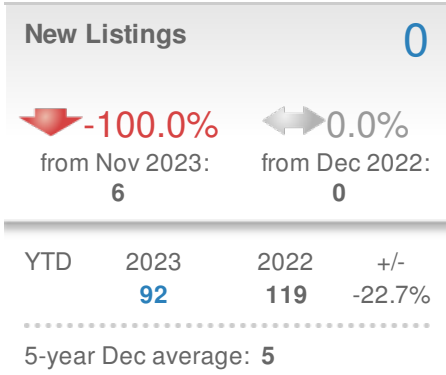 New Listings 0
-100.0% 0.0%
from Nov 2023: from Dec 2022:
6 0
YTD 2023 2022 +/-
92 119 -22.7%
5-year Dec average: 5